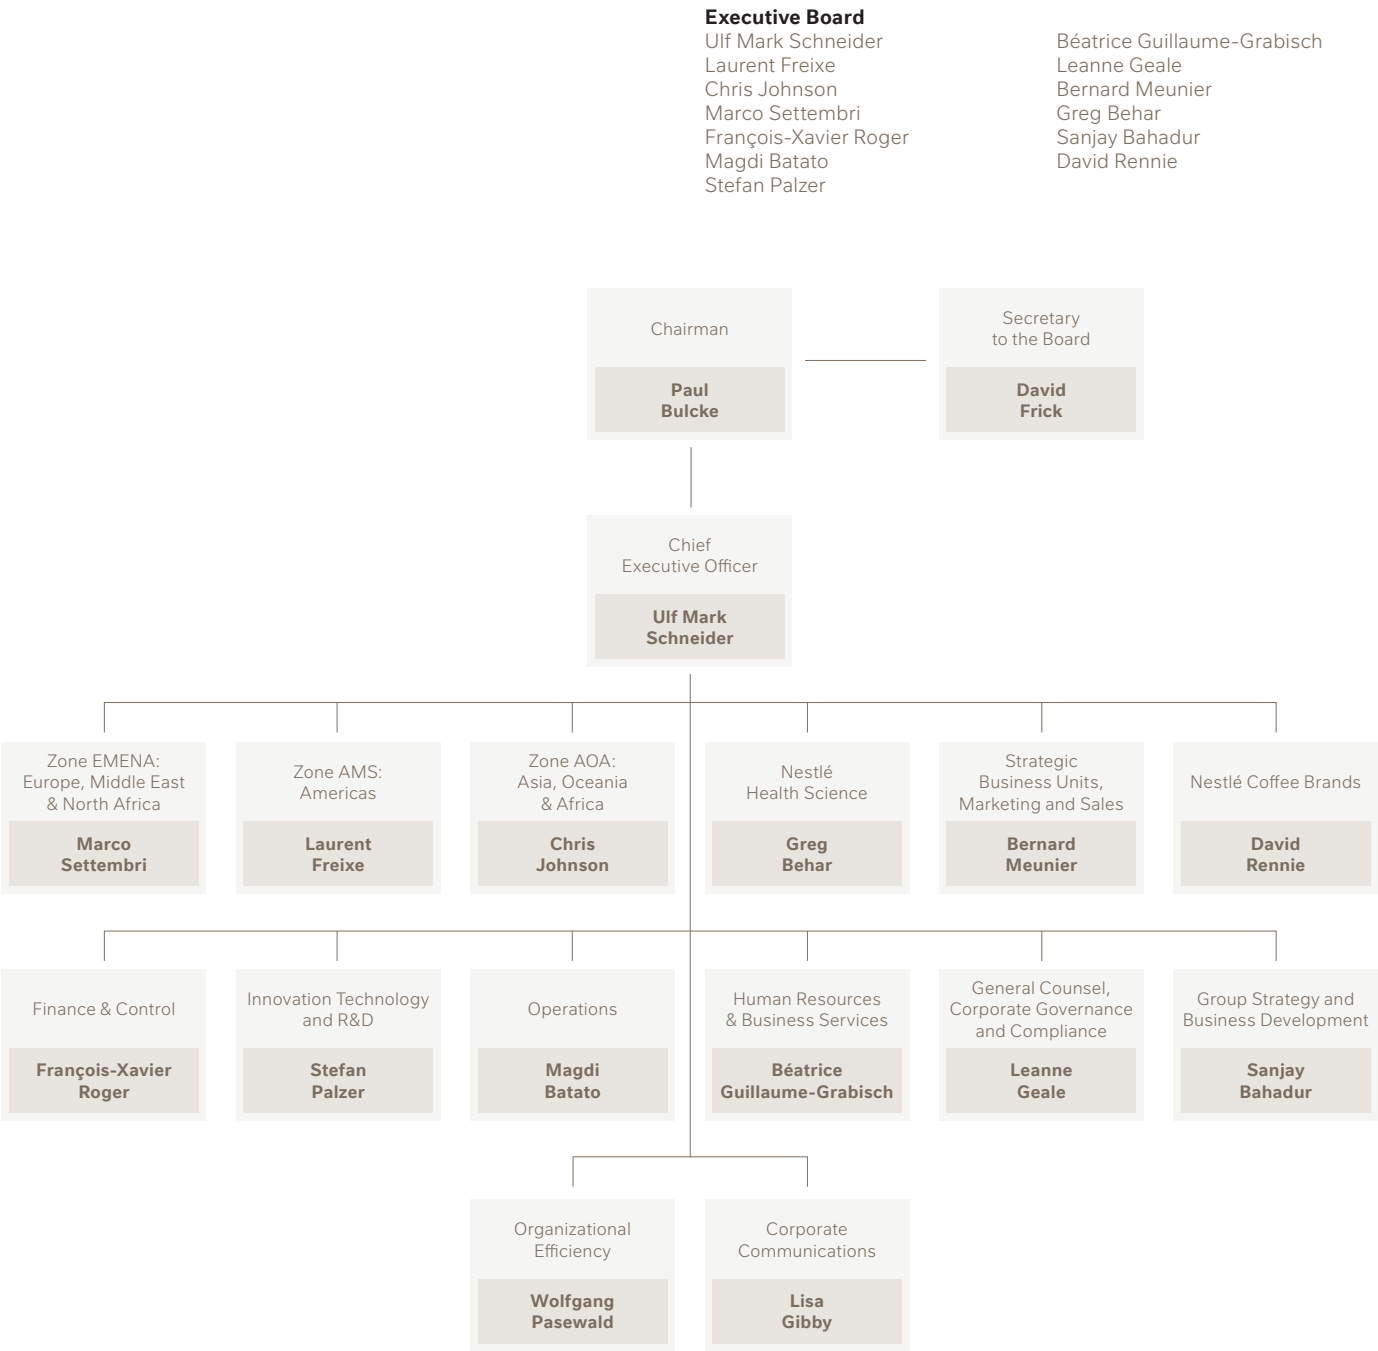 Executive Board
Ulf Mark Schneider
Laurent Freixe
Chris Johnson
Marco Settembri
François-Xavier Roger
Magdi Batato
Stefan Palzer
Béatrice Guillaume-Grabisch
Leanne Geale
Bernard Meunier
Greg Behar
Sanjay Bahadur
David Rennie
Chairman
Paul
Bulcke
Secretary
to the Board
David
Frick
Chief
Executive Officer
Ulf Mark
Schneider
Zone EMENA:
Europe, Middle East
& North Africa
Marco
Settembri
Zone AMS:
Americas
Laurent
Freixe
Zone AOA:
Asia, Oceania
& Africa
Chris
Johnson
Nestlé
Health Science
Greg
Behar
Strategic
Business Units,
Marketing and Sales
Bernard
Meunier
Nestlé Coffee Brands
David
Rennie
Finance & Control
François-Xavier
Roger
Innovation Technology
and R&D
Stefan
Palzer
Operations
Magdi
Batato
Human Resources
& Business Services
Béatrice
Guillaume-Grabisch
General Counsel,
Corporate Governance
and Compliance
Leanne
Geale
Group Strategy and
Business Development
Sanjay
Bahadur
Organizational
Efficiency
Wolfgang
Pasewald
Corporate
Communications
Lisa
Gibby